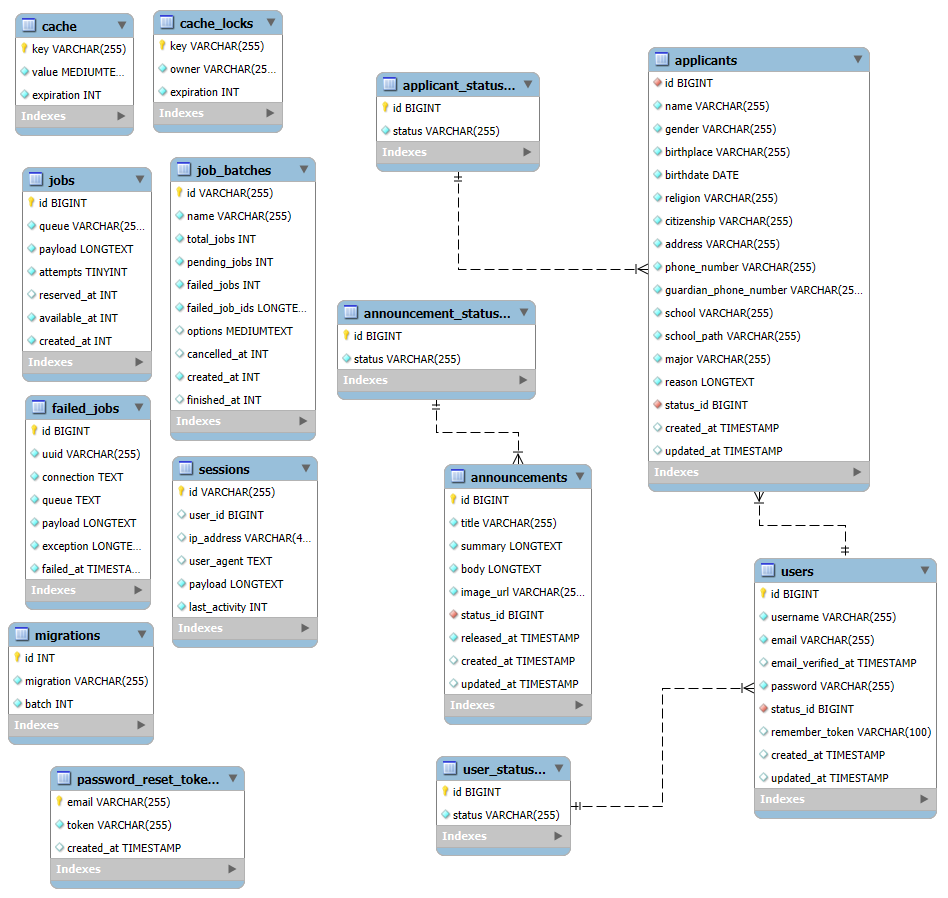 cache
key VARCHAR(255)
value MEDIUMTE...
expiration INT
Indexes
cache_locks
key VARCHAR(255)
owner VARCHAR(25...
expiration INT
Indexes
applicant_status...
id BIGINT
status VARCHAR(255)
Indexes
applicants
id BIGINT
name VARCHAR(255)
gender VARCHAR(255)
birthplace VARCHAR(255)
birthdate DATE
religion VARCHAR(255)
citizenship VARCHAR(255)
address VARCHAR(255)
phone_number VARCHAR(255)
guardian_phone_number VARCHAR(25...
school VARCHAR(255)
school_path VARCHAR(255)
major VARCHAR(255)
reason LONGTEXT
status_id BIGINT
created_at TIMESTAMP
updated_at TIMESTAMP
Indexes
jobs
id BIGINT
queue VARCHAR(25...
payload LONGTEXT
attempts TINYINT
reserved_at INT
available_at INT
created_at INT
Indexes
job_batches
id VARCHAR(255)
name VARCHAR(255)
total_jobs INT
pending_jobs INT
failed_jobs INT
failed_job_ids LONGTE...
options MEDIUMTEXT
cancelled_at INT
created_at INT
finished_at INT
Indexes
announcement_status...
id BIGINT
status VARCHAR(255)
Indexes
failed_jobs
id BIGINT
uuid VARCHAR(255)
connection TEXT
queue TEXT
payload LONGTEXT
exception LONGTE...
failed_at TIMESTA...
Indexes
sessions
id VARCHAR(255)
user_id BIGINT
ip_address VARCHAR(4...
user_agent TEXT
payload LONGTEXT
last_activity INT
Indexes
announcements
id BIGINT
title VARCHAR(255)
summary LONGTEXT
body LONGTEXT
image_url VARCHAR(25...
status_id BIGINT
released_at TIMESTAMP
created_at TIMESTAMP
updated_at TIMESTAMP
Indexes
users
id BIGINT
username VARCHAR(255)
email VARCHAR(255)
email_verified_at TIMESTAMP
password VARCHAR(255)
status_id BIGINT
remember_token VARCHAR(100)
created_at TIMESTAMP
updated_at TIMESTAMP
Indexes
migrations
id INT
migration VARCHAR(255)
batch INT
Indexes
user_status...
id BIGINT
status VARCHAR(255)
Indexes
password_reset_toke...
email VARCHAR(255)
token VARCHAR(255)
created_at TIMESTAMP
Indexes